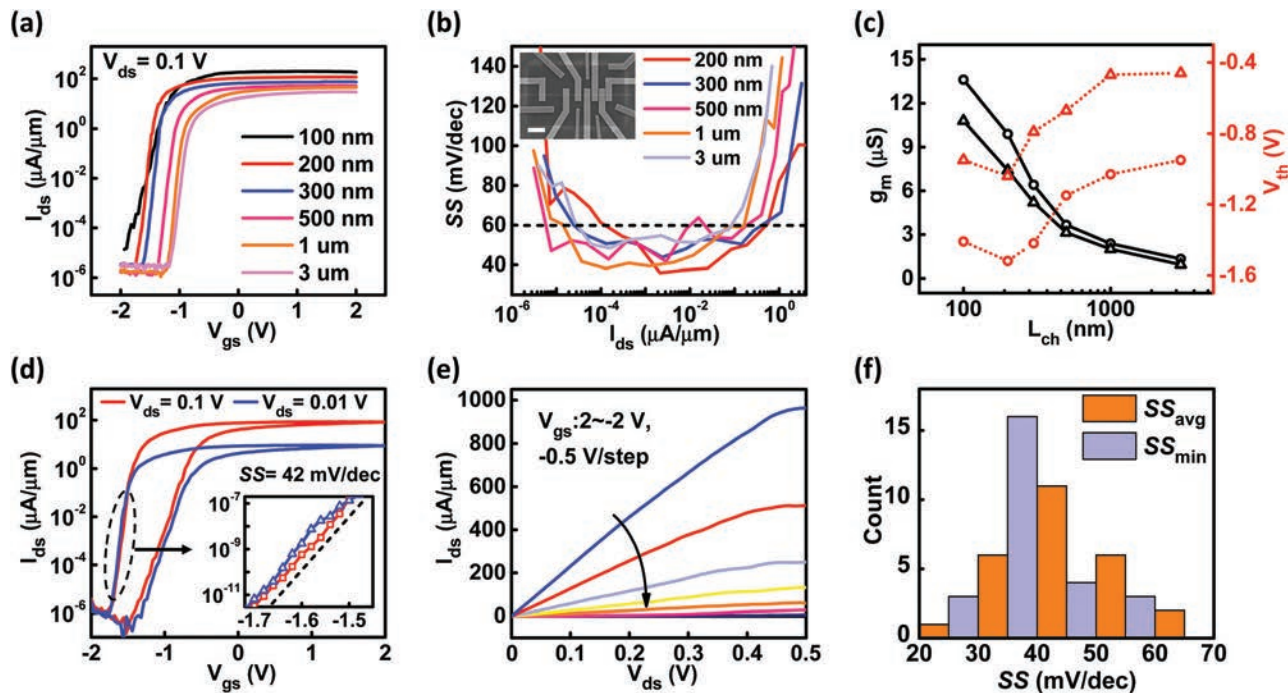 (a)
V_ds = 0.1 V
I_ds (μA/μm)
10^2
10^0
10^-2
10^-4
10^-6
100 nm
200 nm
300 nm
500 nm
1 um
3 um
-2 -1 0 1 2
V_gs (V)
(b)
SS (mV/dec)
140
120
100
80
60
40
200 nm
300 nm
500 nm
1 um
3 um
10^-6 10^-4 10^-2 10^0
I_ds (μA/μm)
(c)
g_m (μS)
15
12
9
6
3
0
-0.4
-0.8
-1.2
-1.6
V_th (V)
100 1000
L_ch (nm)
(d)
V_ds = 0.1 V V_ds = 0.01 V
I_ds (μA/μm)
10^2
10^0
10^-2
10^-4
10^-6
SS= 42 mV/dec
10^-7
10^-9
10^-11
-1.7 -1.6 -1.5
-2 -1 0 1 2
V_gs (V)
(e)
I_ds (μA/μm)
1000
800
600
400
200
0
V_gs:2~-2 V,
-0.5 V/step
0 0.1 0.2 0.3 0.4 0.5
V_ds (V)
(f)
Count
15
10
5
0
SS_avg
SS_min
20 30 40 50 60 70
SS (mV/dec)